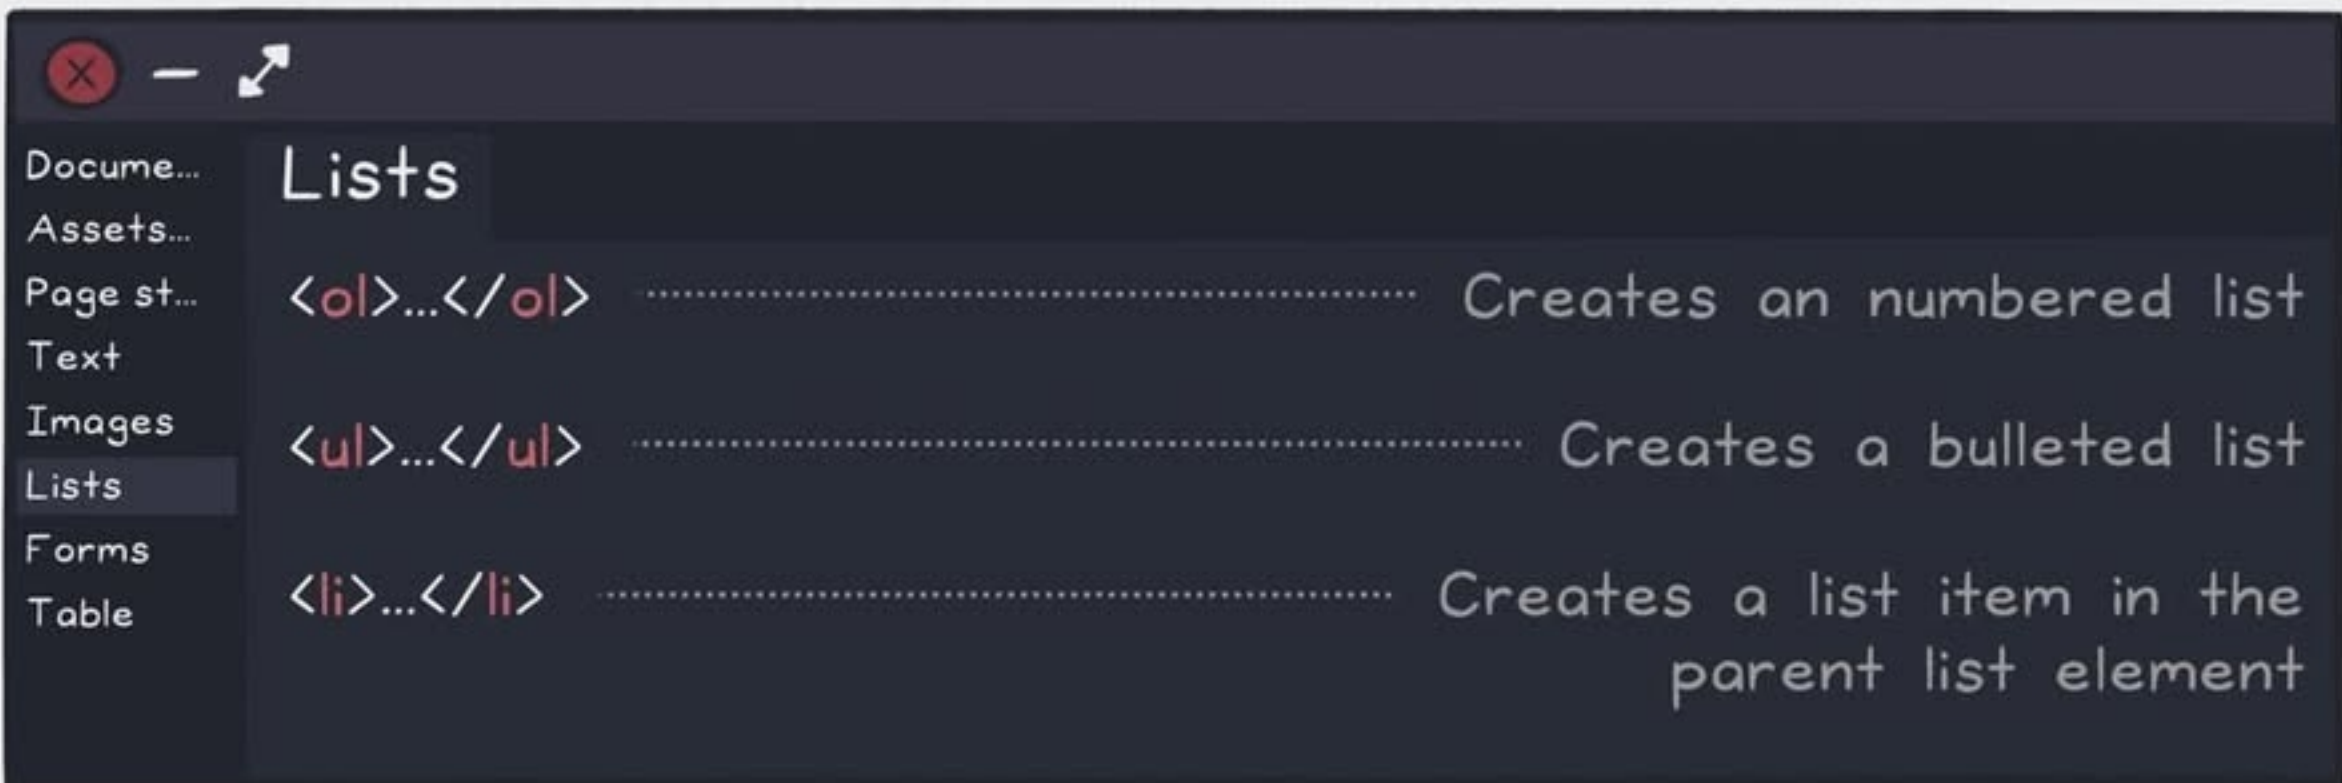 Docume...
Assets...
Page st...
Text
Images
Lists
Forms
Table
Lists
<ol>...</ol> Creates an numbered list
<ul>...</ul> Creates a bulleted list
<li>...</li> Creates a list item in the
parent list element